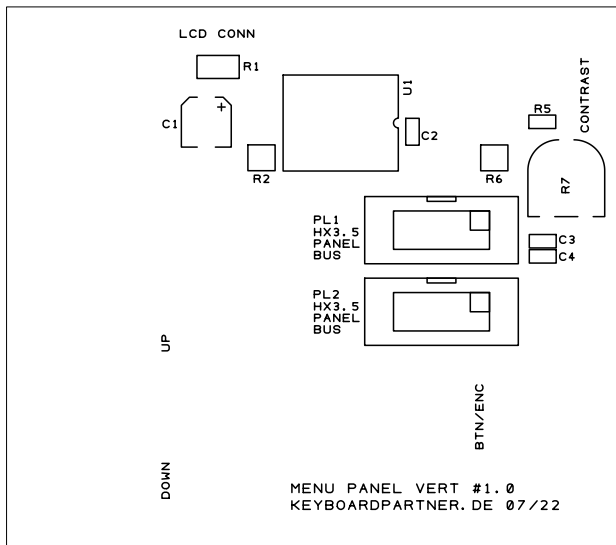 LCD CONN
R1
U1
CONTRAST
C1
+
C2
R5
R2
R6
R7
PL1
HX3.5
PANEL
BUS
C3
C4
PL2
HX3.5
PANEL
BUS
UP
BTN/ENC
DOWN
MENU PANEL VERT #1.0
KEYBOARDPARTNER.DE 07/22